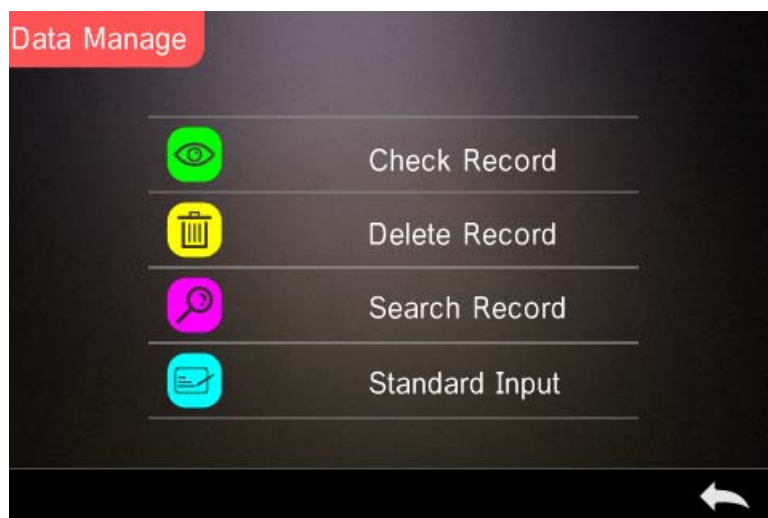 Data Manage
Check Record
Delete Record
Search Record
Standard Input